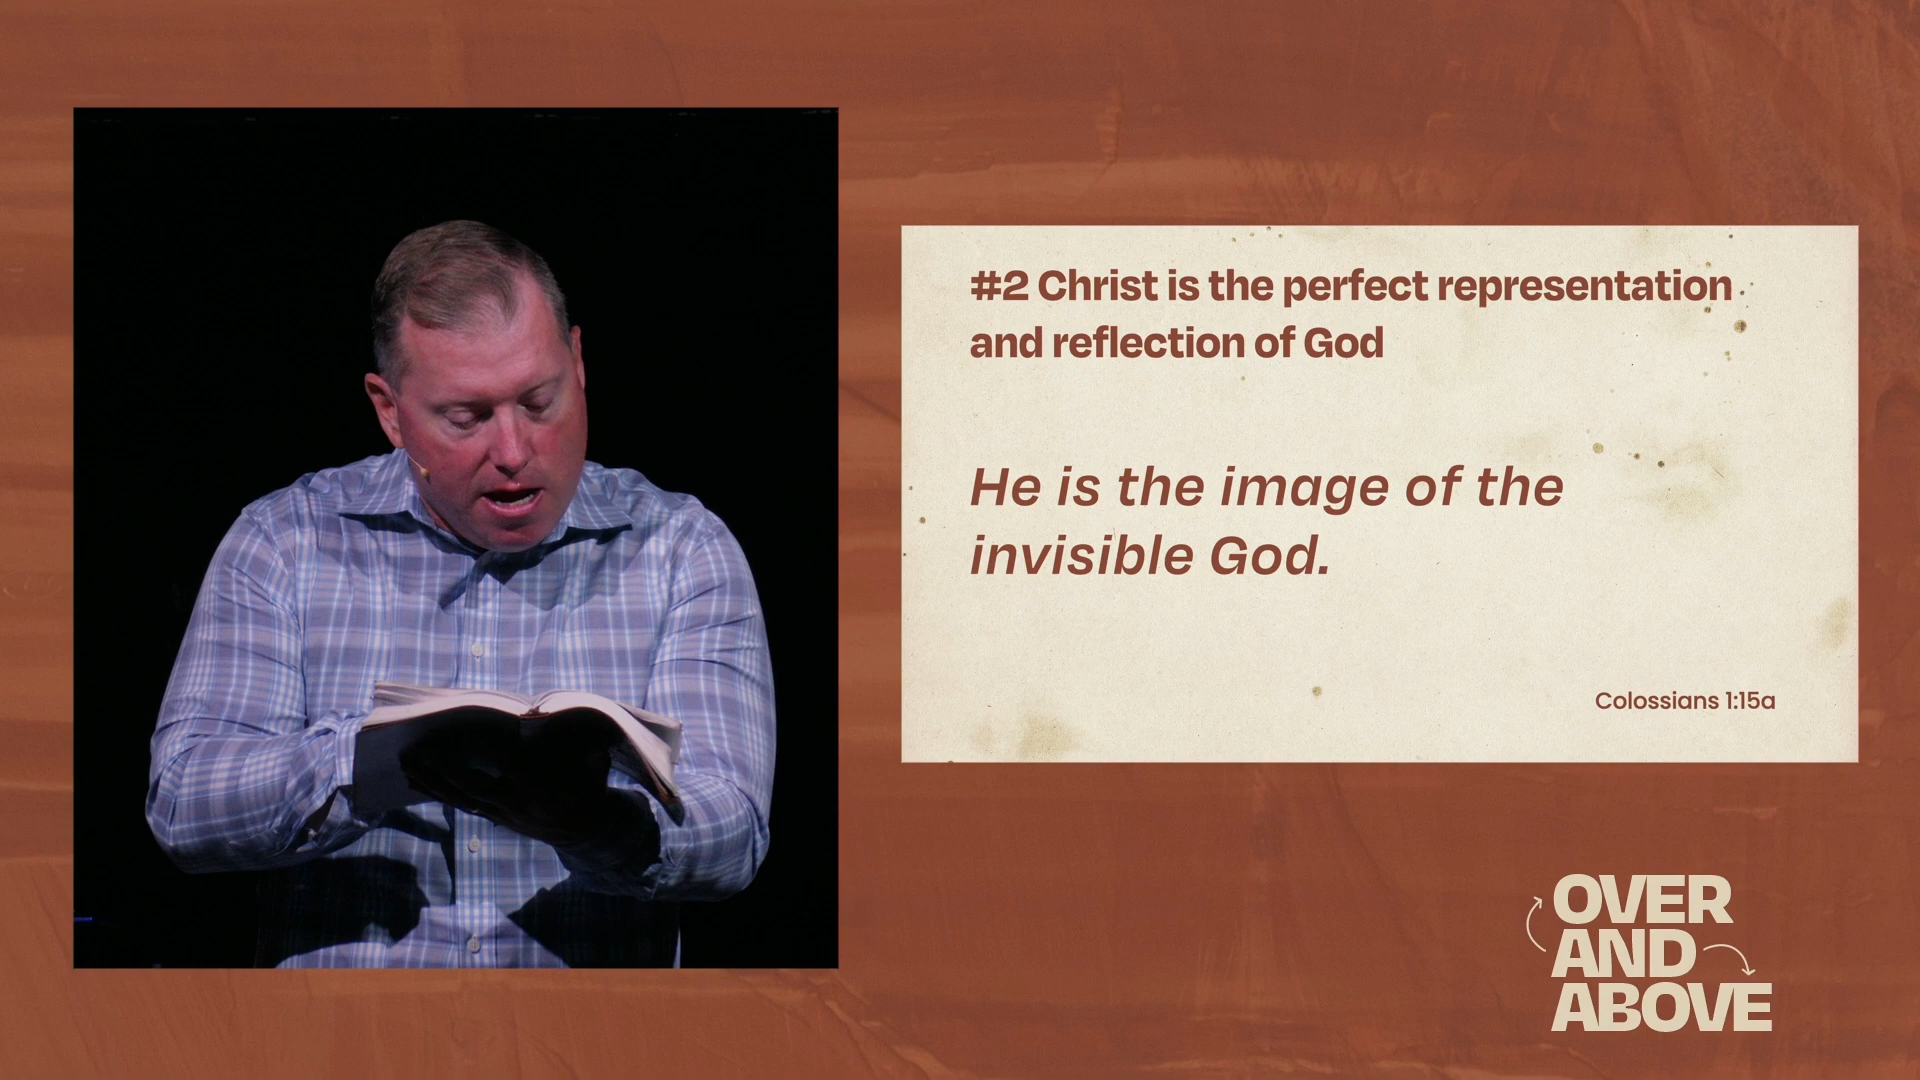 #2 Christ is the perfect representation
and reflection of God
He is the image of the
invisible God.
Colossians 1:15a
OVER
AND
ABOVE